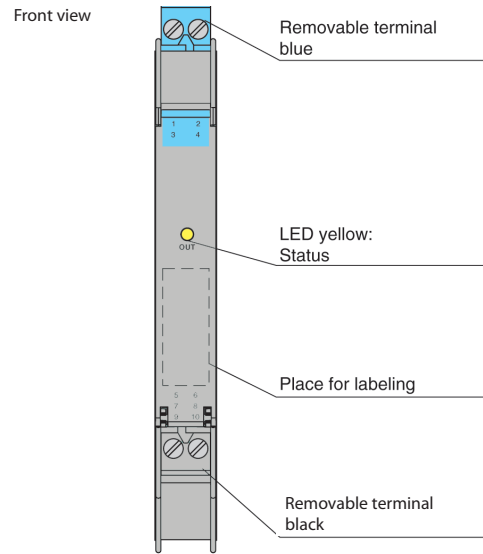 Front view
Removable terminal
blue
1 2
3 4
LED yellow:
Status
OUT
Place for labeling
5 6
7 8
9 10
Removable terminal
black